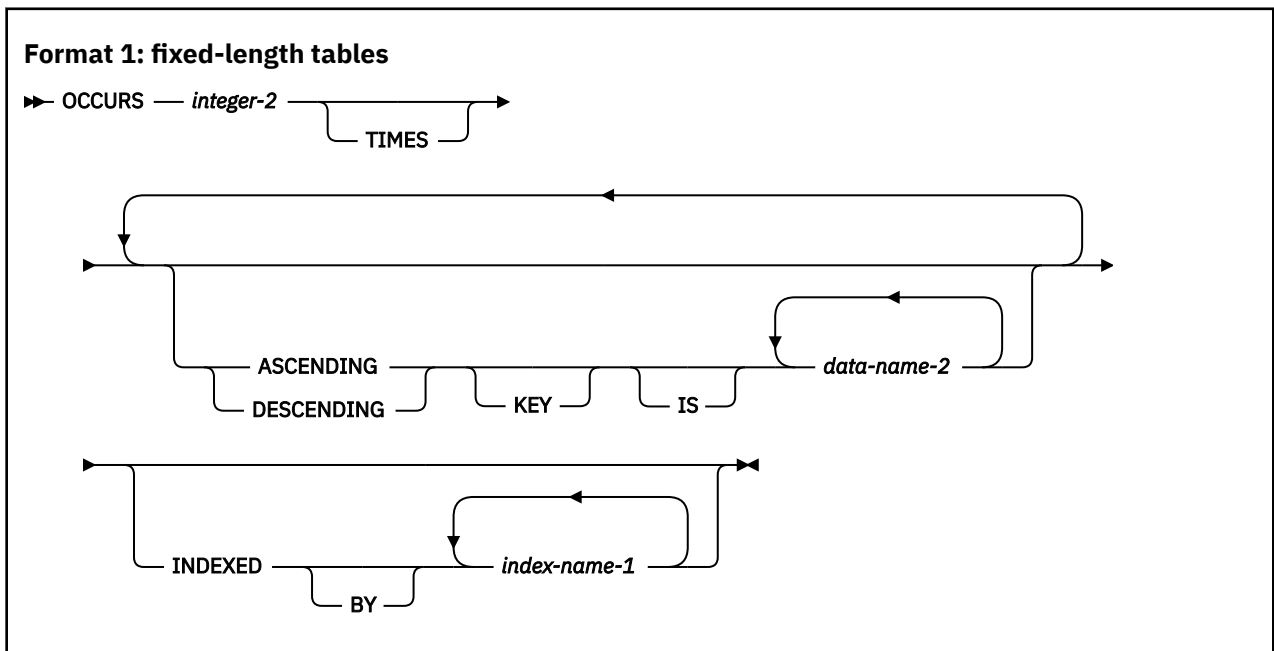 Format 1: fixed-length tables
OCCURS integer-2
TIMES
ASCENDING data-name-2
DESCENDING KEY IS
INDEXED index-name-1
BY